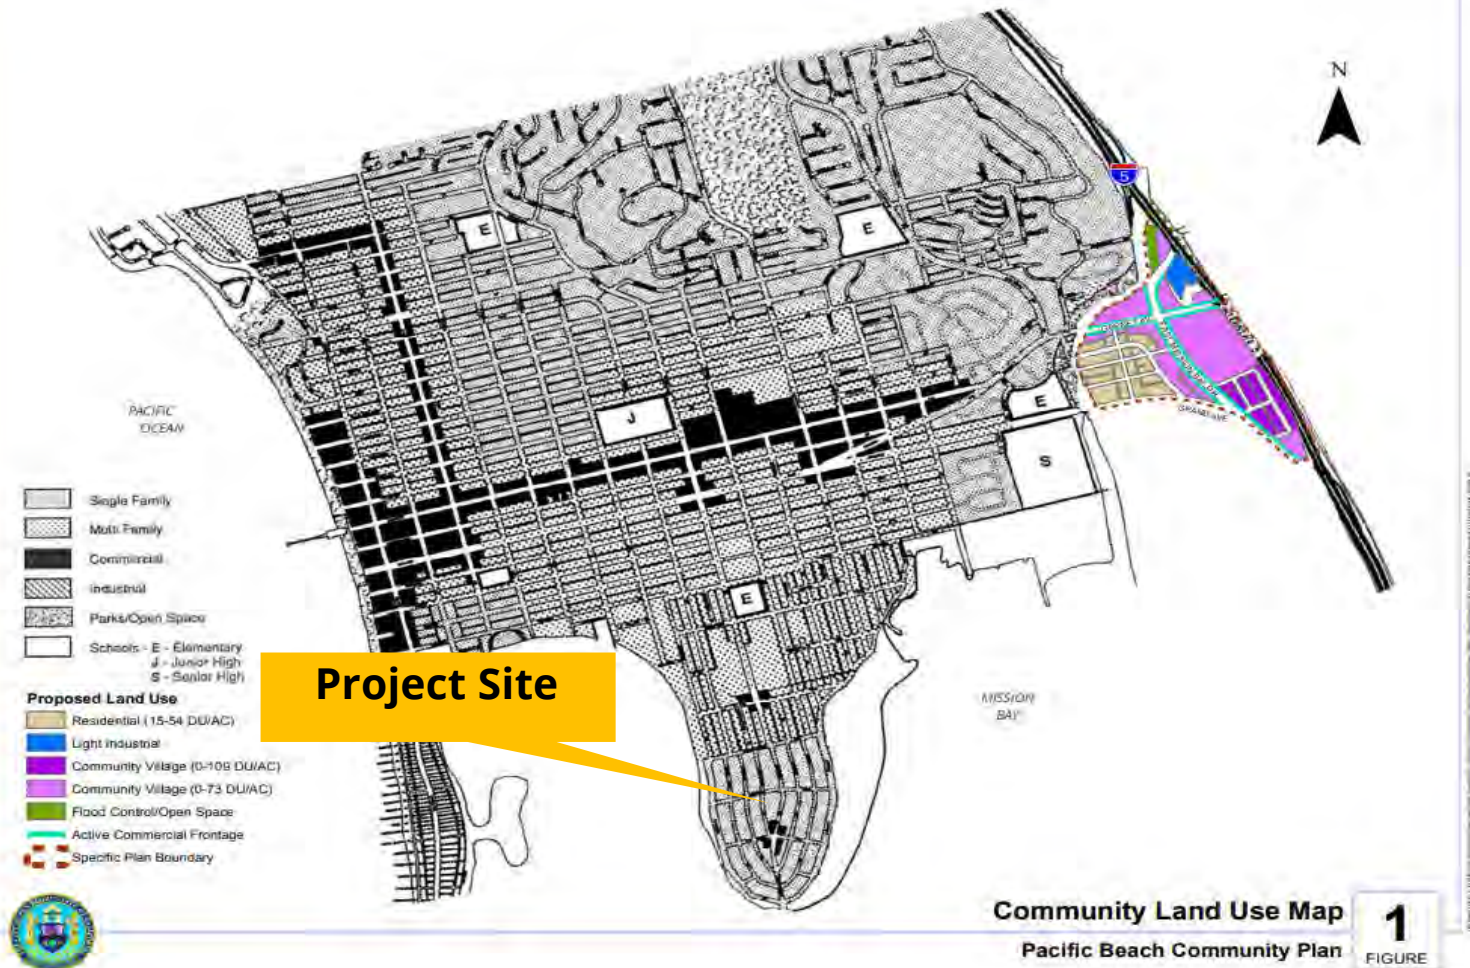 N
5
E
E
PACIFIC
OCEAN
J
E
S
GRAND AVE
E
Single Family
Multi Family
Commercial
Industrial
Parks/Open Space
Schools - E - Elementary
J - Junior High
S - Senior High
Project Site
MISSION
BAY
Proposed Land Use
Residential (15-54 DU/AC)
Light Industrial
Community Village (0-109 DU/AC)
Community Village (0-73 DU/AC)
Flood Control/Open Space
Active Commercial Frontage
Specific Plan Boundary
Community Land Use Map
Pacific Beach Community Plan
1
FIGURE